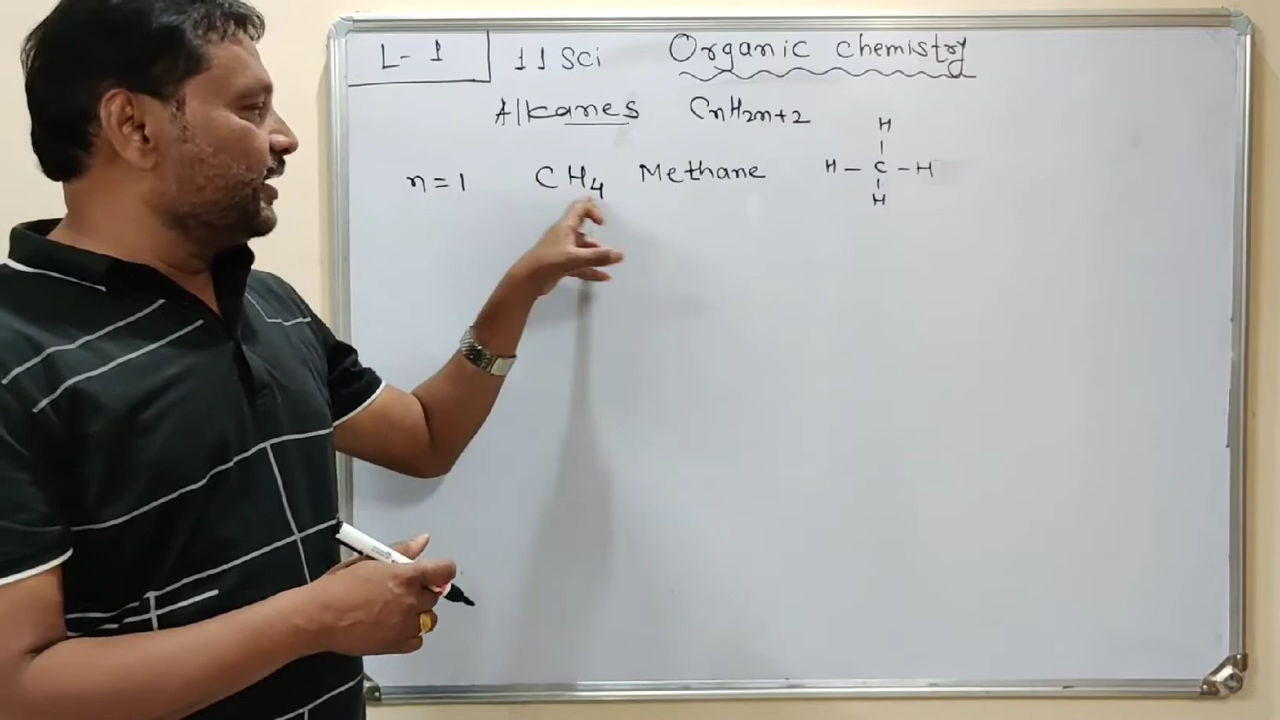 L-1 11 Sci Organic chemistry
Alkanes CnH2n+2
n=1 CH4 Methane
H
|
H – C – H
|
H